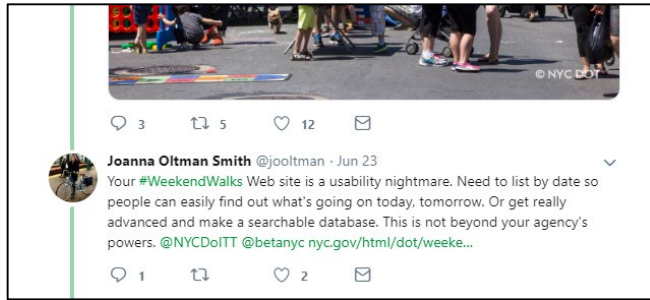 © NYC DOT
3 5 12
Joanna Oltman Smith @jooltman · Jun 23
Your #WeekendWalks Web site is a usability nightmare. Need to list by date so
people can easily find out what's going on today, tomorrow. Or get really
advanced and make a searchable database. This is not beyond your agency's
powers. @NYCDoITT @betanyc nyc.gov/html/dot/weeke...
1 2